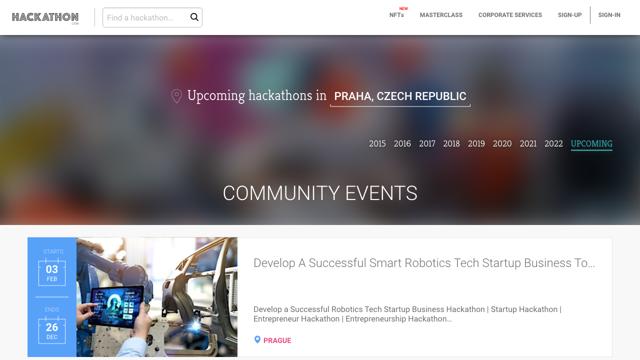 HACKATHON
.COM
Find a hackathon...
NEW
NFTs
MASTERCLASS
CORPORATE SERVICES
SIGN-UP
SIGN-IN
Upcoming hackathons in PRAHA, CZECH REPUBLIC
2015 2016 2017 2018 2019 2020 2021 2022 UPCOMING
COMMUNITY EVENTS
STARTS
03
FEB
ENDS
26
DEC
Develop A Successful Smart Robotics Tech Startup Business To...
Develop a Successful Robotics Tech Startup Business Hackathon | Startup Hackathon |
Entrepreneur Hackathon | Entrepreneurship Hackathon...
PRAGUE